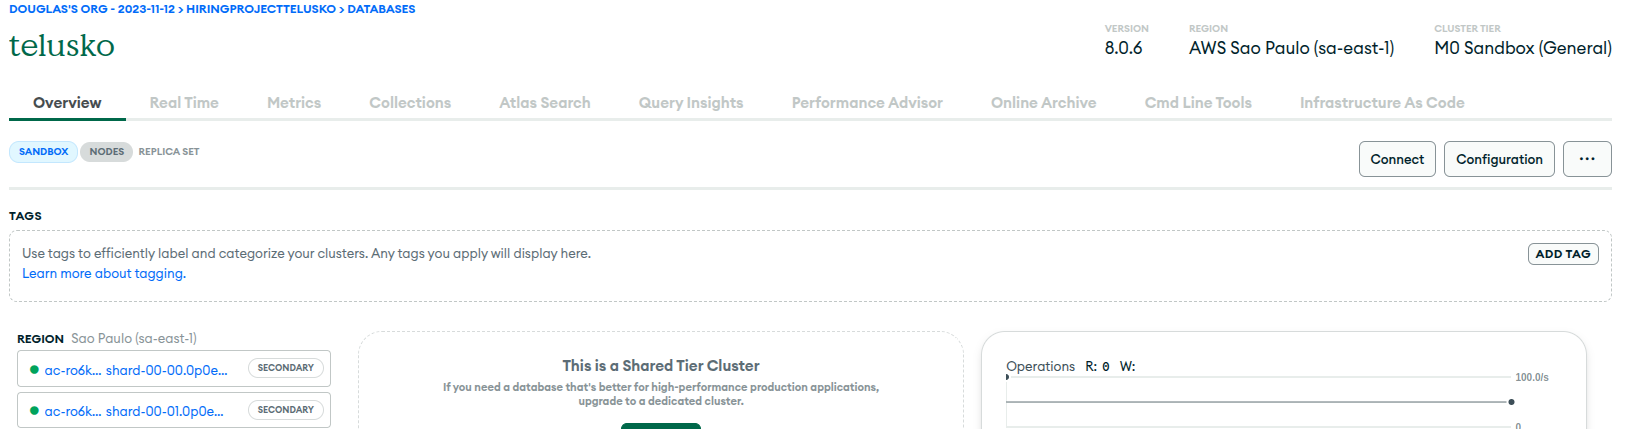 DOUGLAS'S ORG - 2023-11-12 > HIRINGPROJECTTELUSKO > DATABASES
telusko
VERSION REGION CLUSTER TIER
8.0.6 AWS Sao Paulo (sa-east-1) M0 Sandbox (General)
Overview Real Time Metrics Collections Atlas Search Query Insights Performance Advisor Online Archive Cmd Line Tools Infrastructure As Code
SANDBOX NODES REPLICA SET
Connect Configuration ...
TAGS
Use tags to efficiently label and categorize your clusters. Any tags you apply will display here.
ADD TAG
Learn more about tagging.
REGION Sao Paulo (sa-east-1)
ac-ro6k... shard-00-00.0p0e... SECONDARY
ac-ro6k... shard-00-01.0p0e... SECONDARY
This is a Shared Tier Cluster
If you need a database that's better for high-performance production applications,
upgrade to a dedicated cluster.
Operations R: 0 W:
100.0/s
0